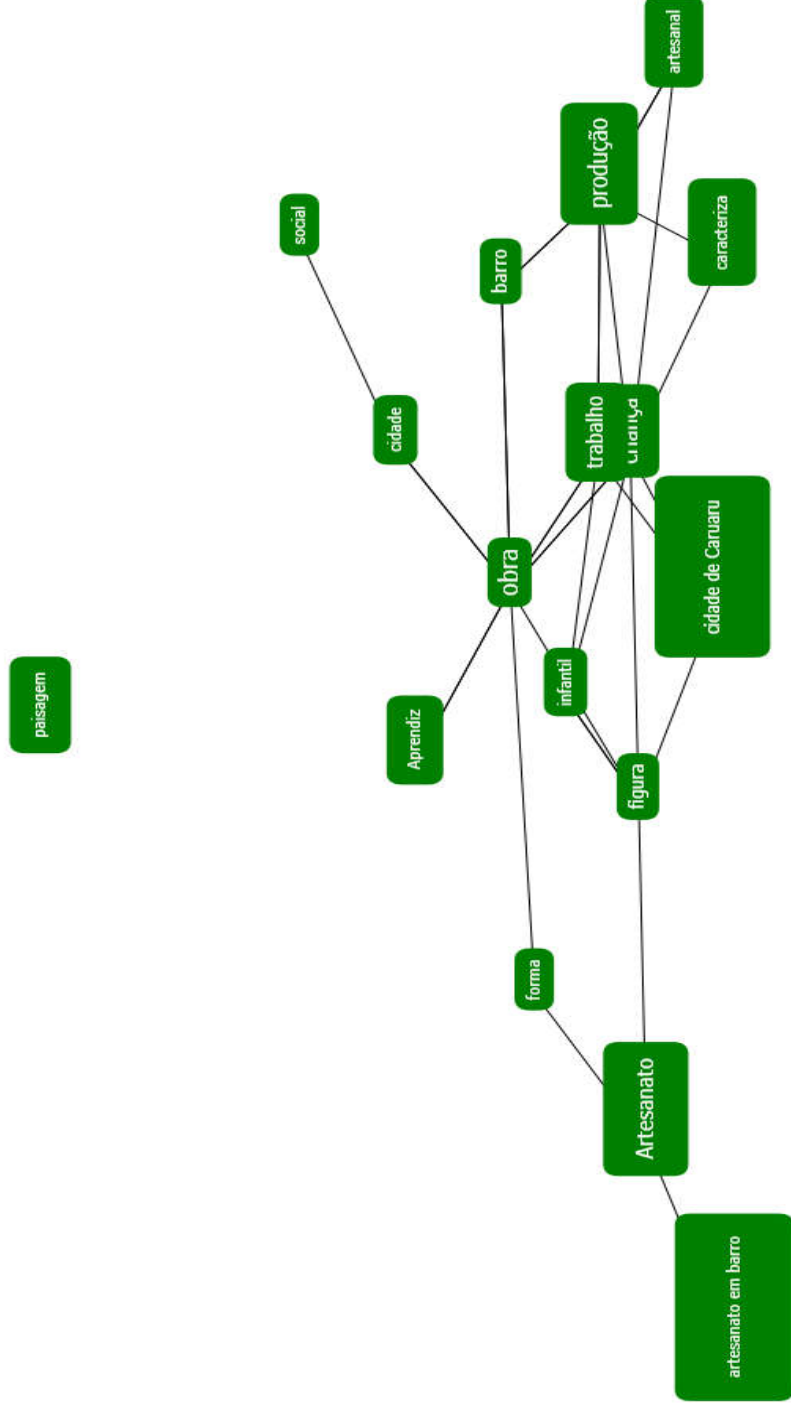 paisagem
social
cidade
Aprendiz
barro
obra
forma
infantil
produção
trabalho
criança
figura
Artesanato
artesanal
caracteriza
cidade de Caruaru
artesanato em barro